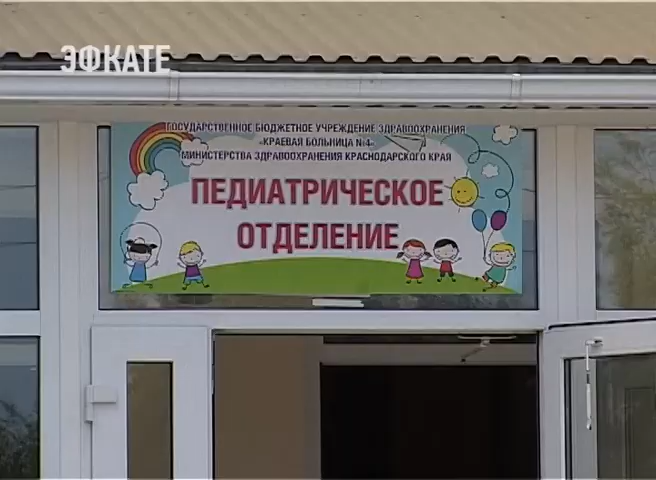 ЭФКАТЕ
ГОСУДАРСТВЕННОЕ БЮДЖЕТНОЕ УЧРЕЖДЕНИЕ ЗДРАВООХРАНЕНИЯ
«КРАЕВАЯ БОЛЬНИЦА №4»
МИНИСТЕРСТВА ЗДРАВООХРАНЕНИЯ КРАСНОДАРСКОГО КРАЯ
ПЕДИАТРИЧЕСКОЕ
ОТДЕЛЕНИЕ